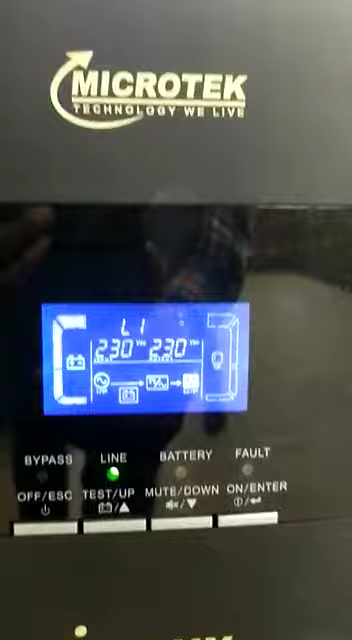 MICROTEK
TECHNOLOGY WE LIVE
L1
230 230
BYPASS LINE BATTERY FAULT
OFF/ESC TEST/UP MUTE/DOWN ON/ENTER